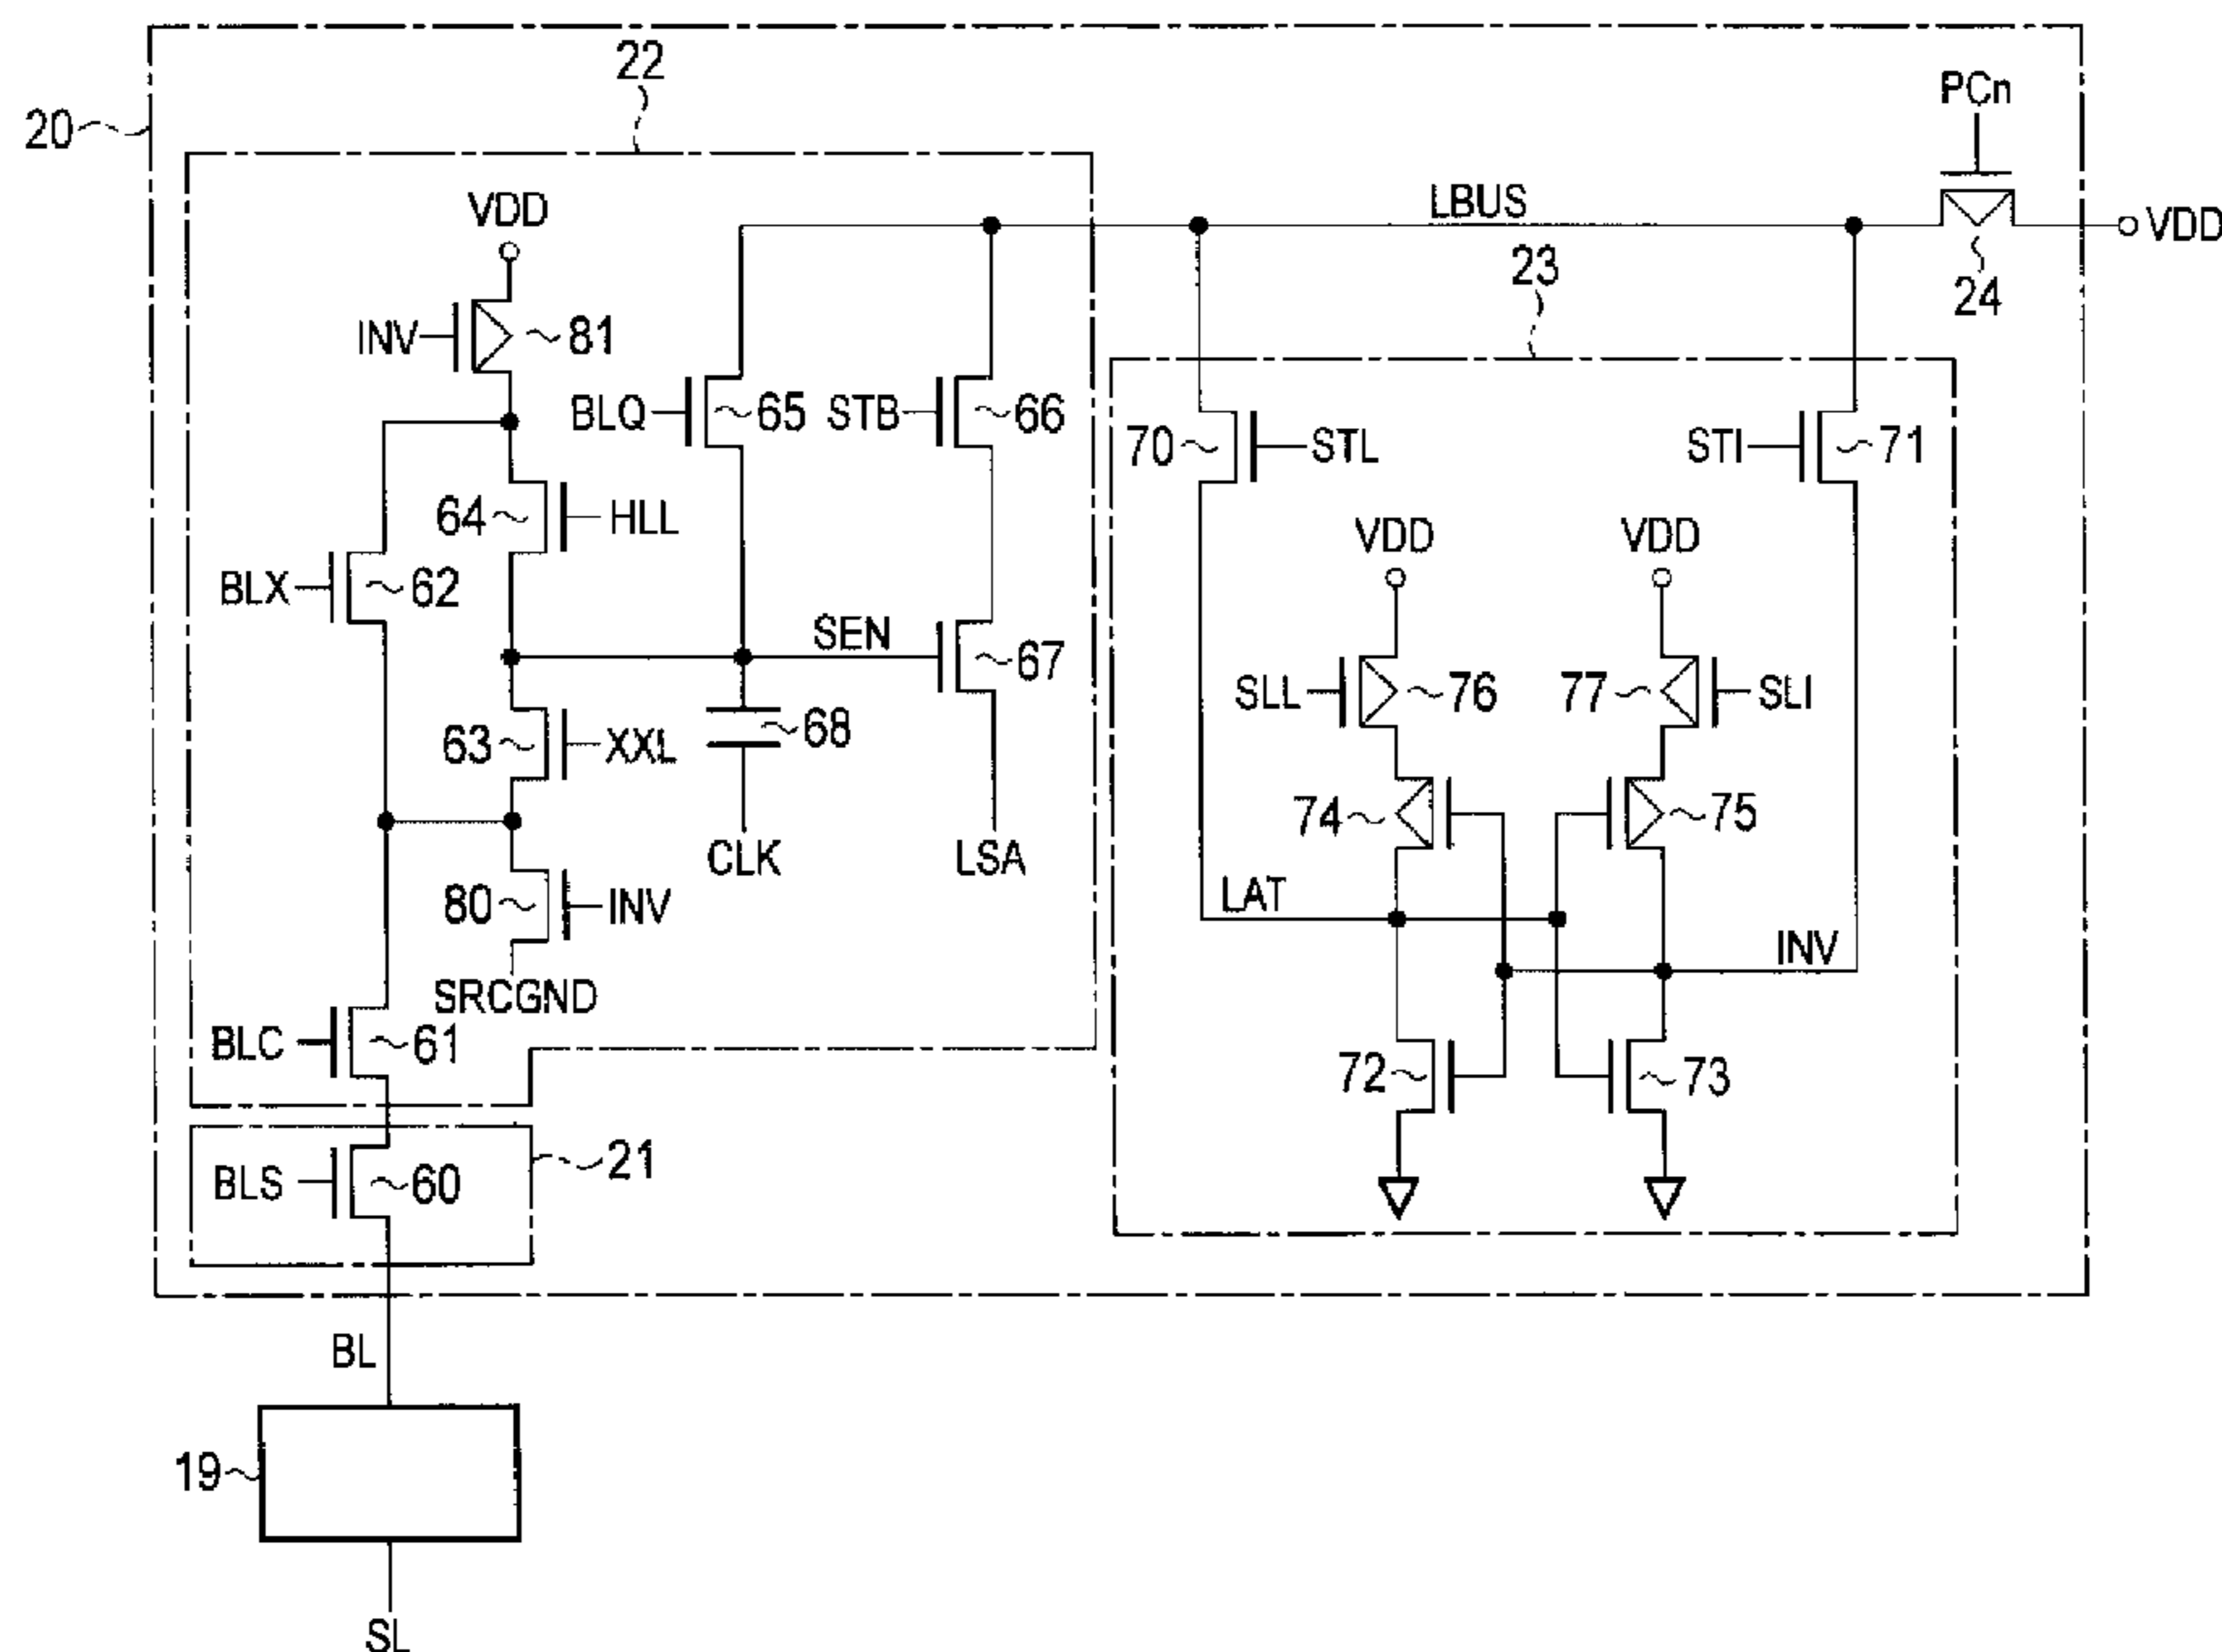 22
20
PCn
VDD
LBUS
VDD
23
24
INV
81
BLQ
65
STB
66
70
STL
STI
71
64
HLL
VDD
VDD
BLX
62
SEN
67
SLL
76
77
SLI
63
XXL
68
74
75
CLK
LSA
LAT
80
INV
INV
SRCGND
BLC
61
72
73
BLS
60
21
BL
19
SL